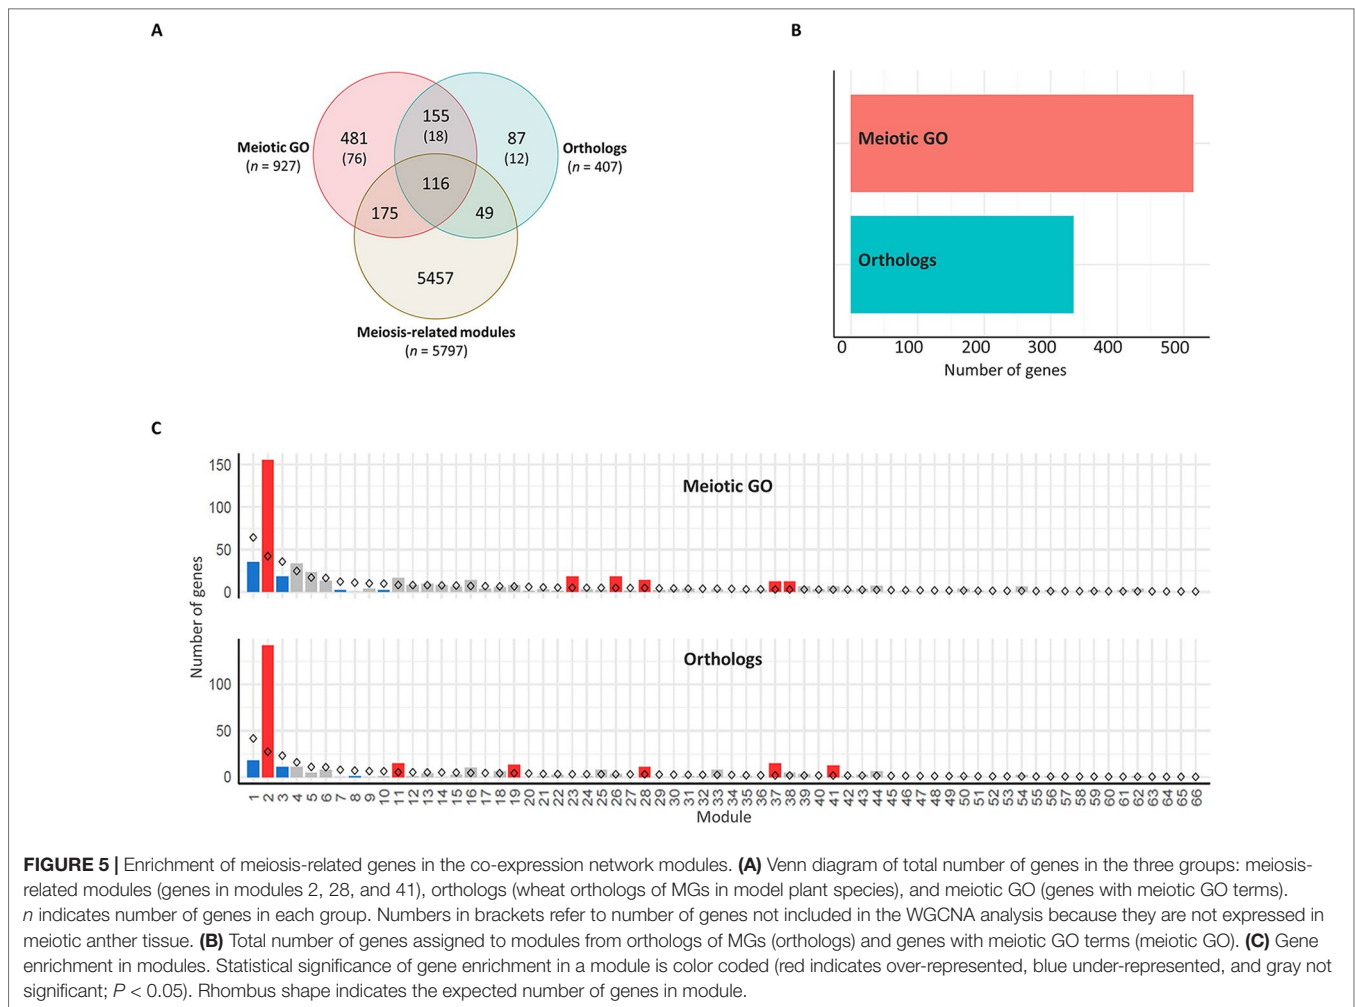 A
B
155
(18)
481
(76)
87
(12)
Meiotic GO
(n = 927)
Orthologs
(n = 407)
116
175
49
5457
Meiosis-related modules
(n = 5797)
Meiotic GO
Orthologs
0 100 200 300 400 500
Number of genes
C
Number of genes
150
100
50
0
Meiotic GO
100
50
0
Orthologs
1 2 3 4 5 6 7 8 9 10 11 12 13 14 15 16 17 18 19 20 21 22 23 24 25 26 27 28 29 30 31 32 33 34 35 36 37 38 39 40 41 42 43 44 45 46 47 48 49 50 51 52 53 54 55 56 57 58 59 60 61 62 63 64 65 66
Module
FIGURE 5 | Enrichment of meiosis-related genes in the co-expression network modules. (A) Venn diagram of total number of genes in the three groups: meiosis-
related modules (genes in modules 2, 28, and 41), orthologs (wheat orthologs of MGs in model plant species), and meiotic GO (genes with meiotic GO terms).
n indicates number of genes in each group. Numbers in brackets refer to number of genes not included in the WGCNA analysis because they are not expressed in
meiotic anther tissue. (B) Total number of genes assigned to modules from orthologs of MGs (orthologs) and genes with meiotic GO terms (meiotic GO). (C) Gene
enrichment in modules. Statistical significance of gene enrichment in a module is color coded (red indicates over-represented, blue under-represented, and gray not
significant; P < 0.05). Rhombus shape indicates the expected number of genes in module.